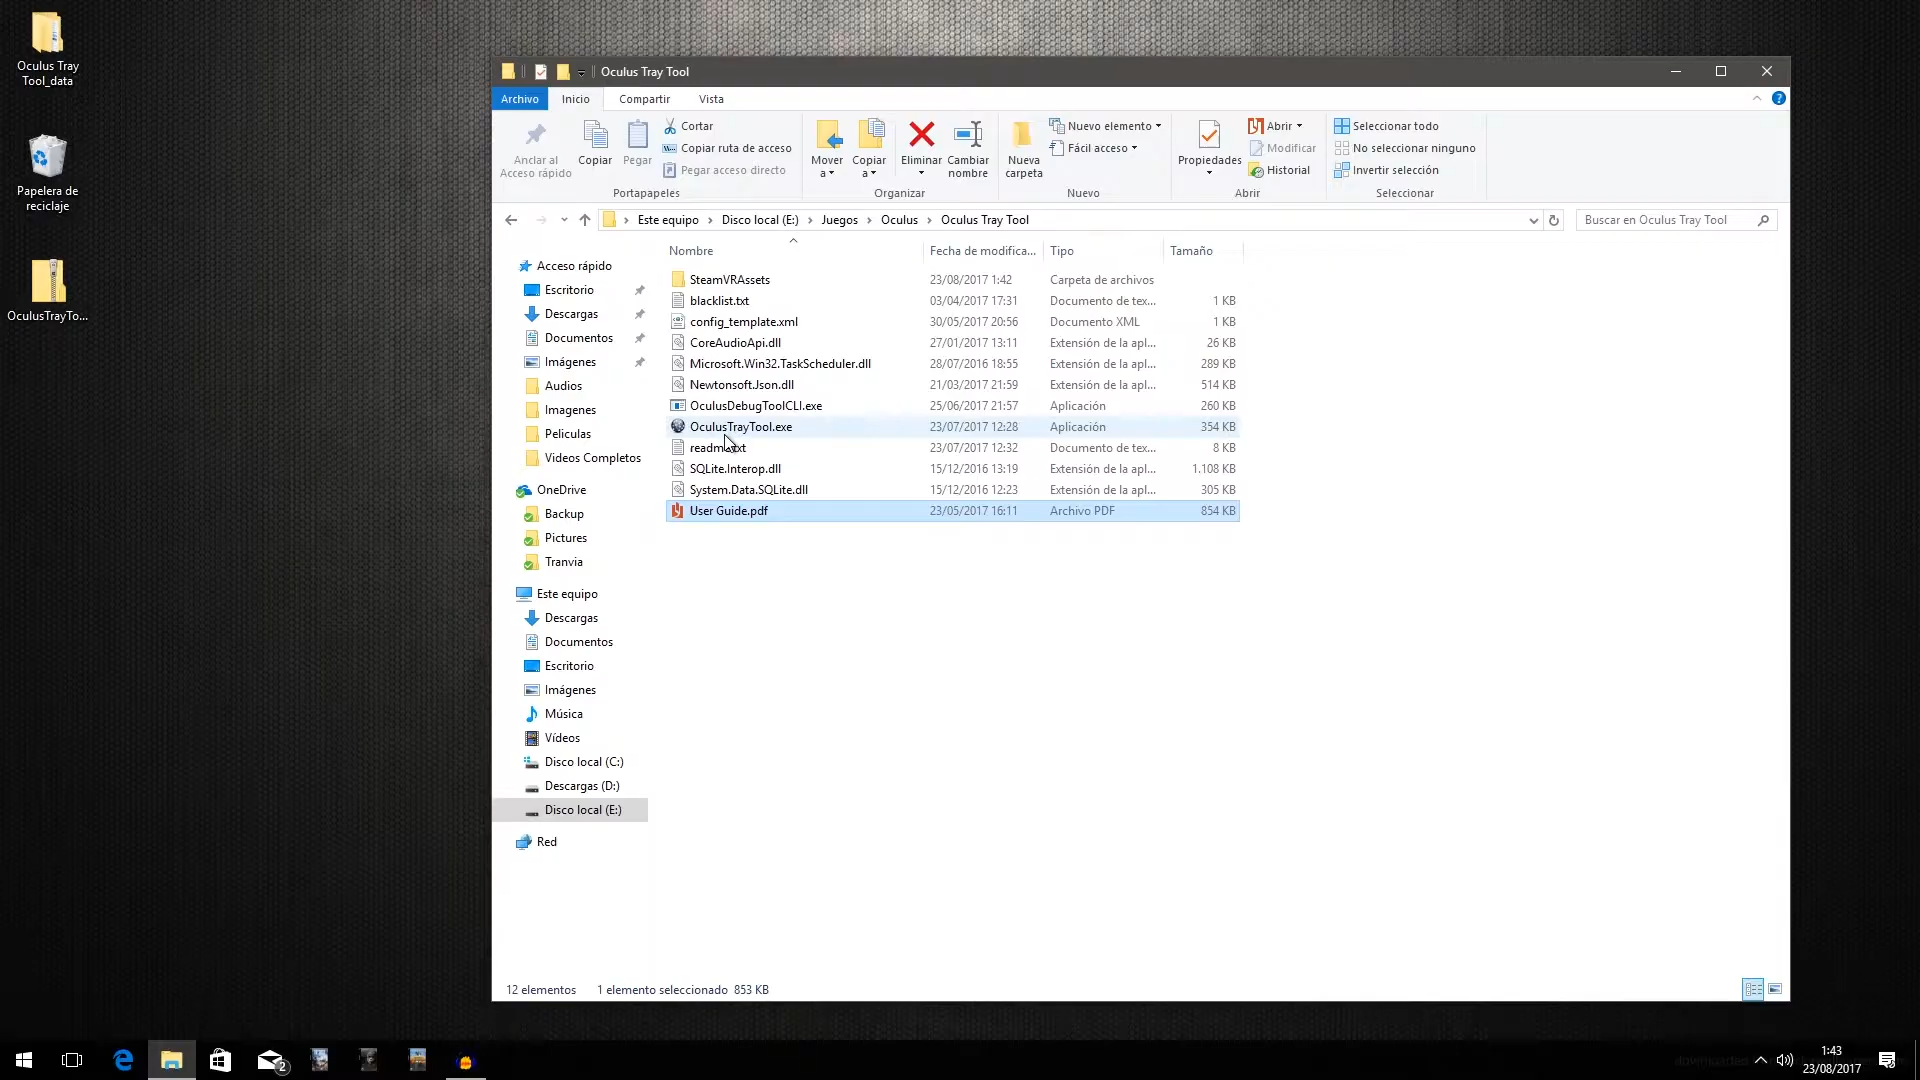 Oculus Tray
Tool_data
Papelera de
reciclaje
OculusTrayTo...
Oculus Tray Tool
Archivo
Inicio
Compartir
Vista
Anclar al
Acceso rápido
Copiar
Pegar
Cortar
Copiar ruta de acceso
Pegar acceso directo
Portapapeles
Mover
a
Copiar
a
Eliminar
Cambiar
nombre
Organizar
Nueva
carpeta
Nuevo elemento
Fácil acceso
Nuevo
Propiedades
Abrir
Modificar
Historial
Abrir
Seleccionar todo
No seleccionar ninguno
Invertir selección
Seleccionar
Este equipo > Disco local (E:) > Juegos > Oculus > Oculus Tray Tool
Buscar en Oculus Tray Tool
Acceso rápido
Escritorio
Descargas
Documentos
Imágenes
Audios
Imagenes
Peliculas
Videos Completos
OneDrive
Backup
Pictures
Tranvia
Este equipo
Descargas
Documentos
Escritorio
Imágenes
Música
Vídeos
Disco local (C:)
Descargas (D:)
Disco local (E:)
Red
Nombre Fecha de modifica... Tipo Tamaño
SteamVRAssets 23/08/2017 1:42 Carpeta de archivos
blacklist.txt 03/04/2017 17:31 Documento de tex... 1 KB
config_template.xml 30/05/2017 20:56 Documento XML 1 KB
CoreAudioApi.dll 27/01/2017 13:11 Extensión de la apl... 26 KB
Microsoft.Win32.TaskScheduler.dll 28/07/2016 18:55 Extensión de la apl... 289 KB
Newtonsoft.Json.dll 21/03/2017 21:59 Extensión de la apl... 514 KB
OculusDebugToolCLI.exe 25/06/2017 21:57 Aplicación 260 KB
OculusTrayTool.exe 23/07/2017 12:28 Aplicación 354 KB
readme.txt 23/07/2017 12:32 Documento de tex... 8 KB
SQLite.Interop.dll 15/12/2016 13:19 Extensión de la apl... 1.108 KB
System.Data.SQLite.dll 15/12/2016 12:23 Extensión de la apl... 305 KB
User Guide.pdf 23/05/2017 16:11 Archivo PDF 854 KB
12 elementos 1 elemento seleccionado 853 KB
2
1:43
23/08/2017